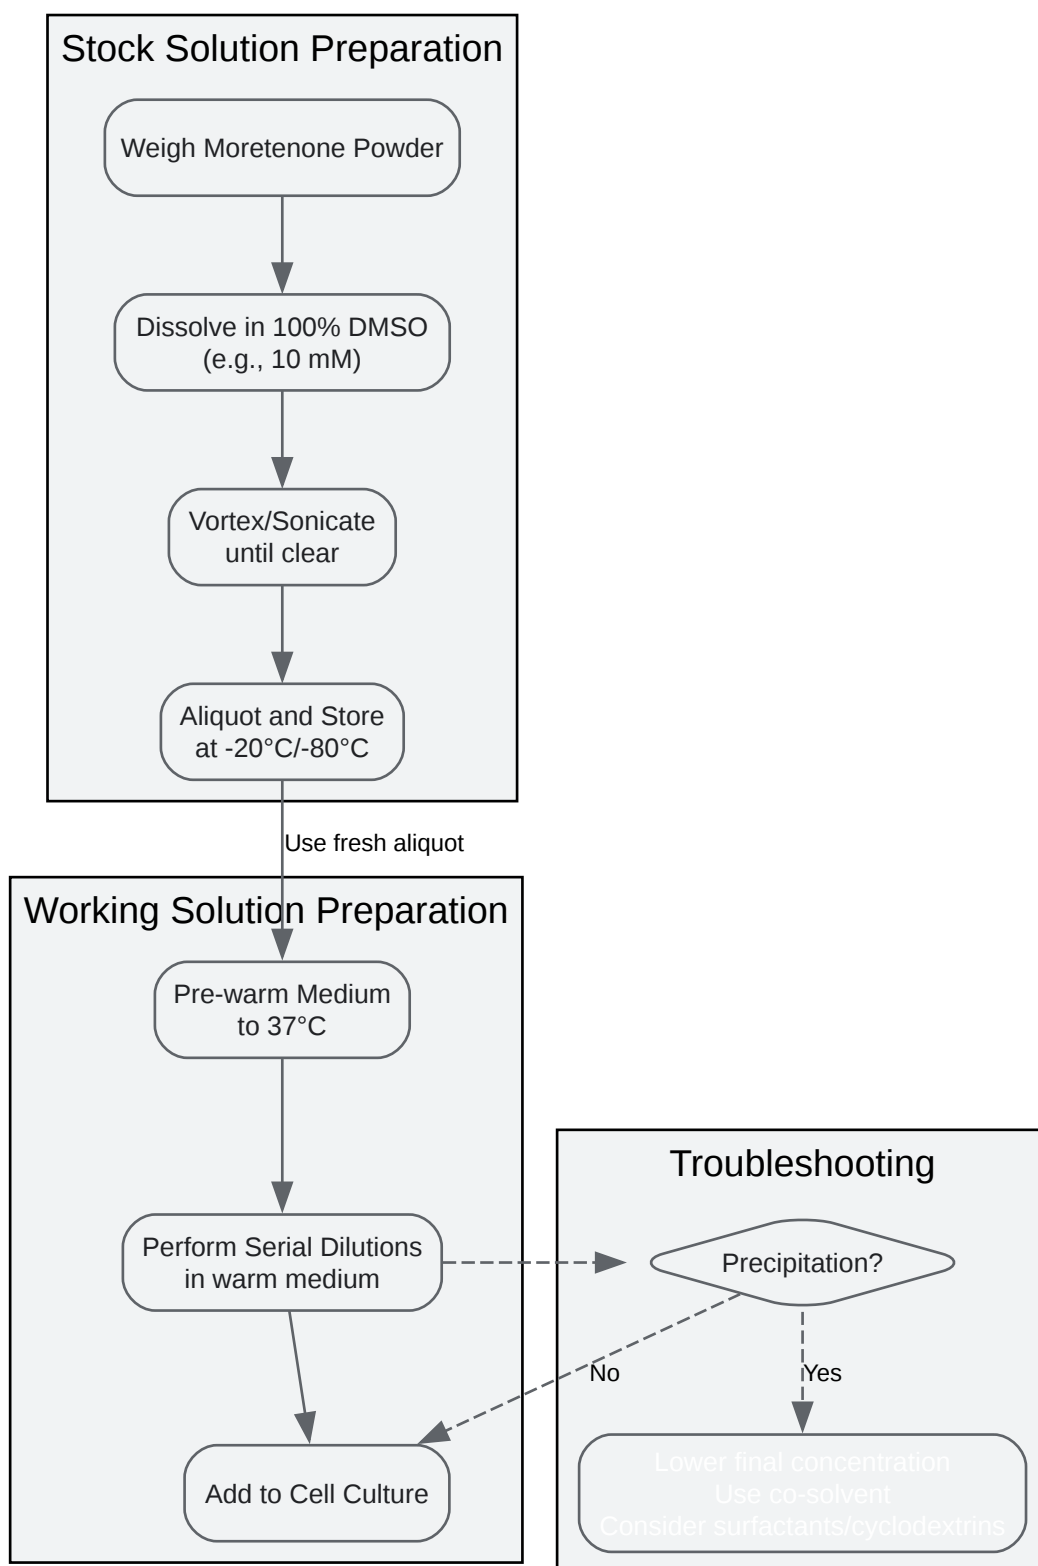 Stock Solution Preparation
Weigh Moretenone Powder
Dissolve in 100% DMSO
(e.g., 10 mM)
Vortex/Sonicate
until clear
Aliquot and Store
at -20°C/-80°C
Use fresh aliquot
Working Solution Preparation
Pre-warm Medium
to 37°C
Perform Serial Dilutions
in warm medium
Troubleshooting
Precipitation?
No
Yes
Add to Cell Culture
Lower final concentration
Use co-solvent
Consider surfactants/cyclodextrins